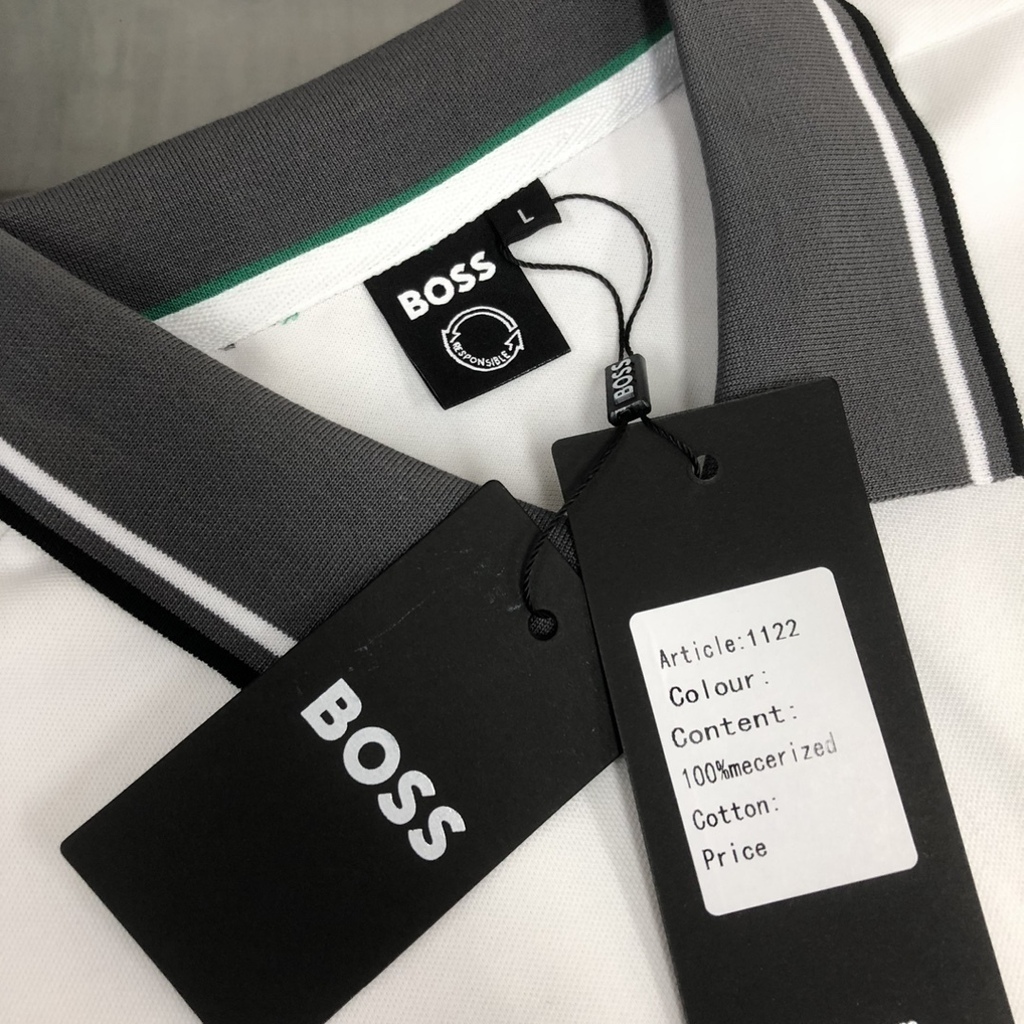 L
BOSS
RESPONSIBLE
BOSS
BOSS
Article:1122
Colour:
Content:
100%mecerized
Cotton:
Price